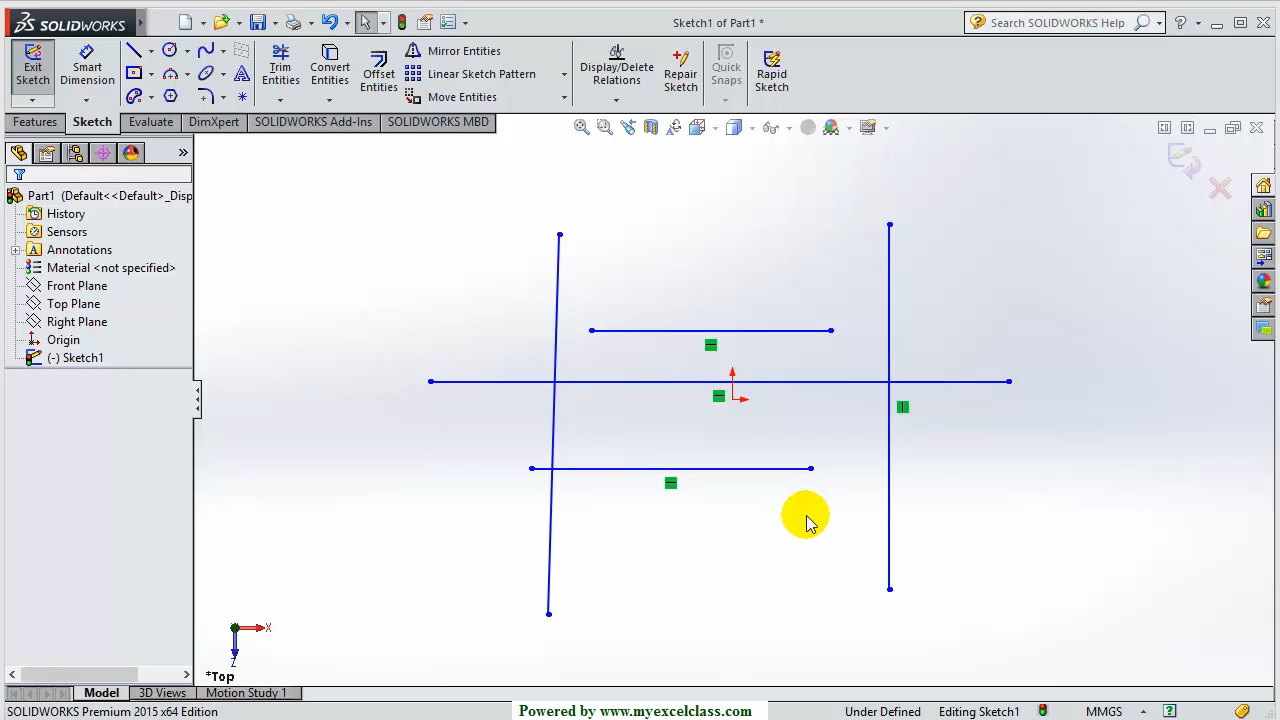 SOLIDWORKS
Sketch1 of Part1 *
Search SOLIDWORKS Help
Exit Sketch
Smart Dimension
Trim Entities
Convert Entities
Offset Entities
Mirror Entities
Linear Sketch Pattern
Move Entities
Display/Delete Relations
Repair Sketch
Quick Snaps
Rapid Sketch
Features
Sketch
Evaluate
DimXpert
SOLIDWORKS Add-Ins
SOLIDWORKS MBD
Part1 (Default<<Default>_Disp
History
Sensors
Annotations
Material <not specified>
Front Plane
Top Plane
Right Plane
Origin
(-) Sketch1
X
Z
*Top
Model
3D Views
Motion Study 1
SOLIDWORKS Premium 2015 x64 Edition
Powered by www.myexcelclass.com
Under Defined
Editing Sketch1
MMGS